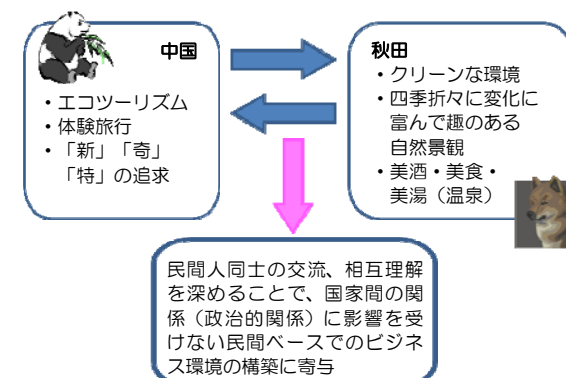 中国
・エコツーリズム
・体験旅行
・「新」「奇」
「特」の追求
秋田
・クリーンな環境
・四季折々に変化に
富んで趣のある
自然景観
・美酒・美食・
美湯（温泉）
民間人同士の交流、相互理解
を深めることで、国家間の関
係（政治的関係）に影響を受
けない民間ベースでのビジネ
ス環境の構築に寄与